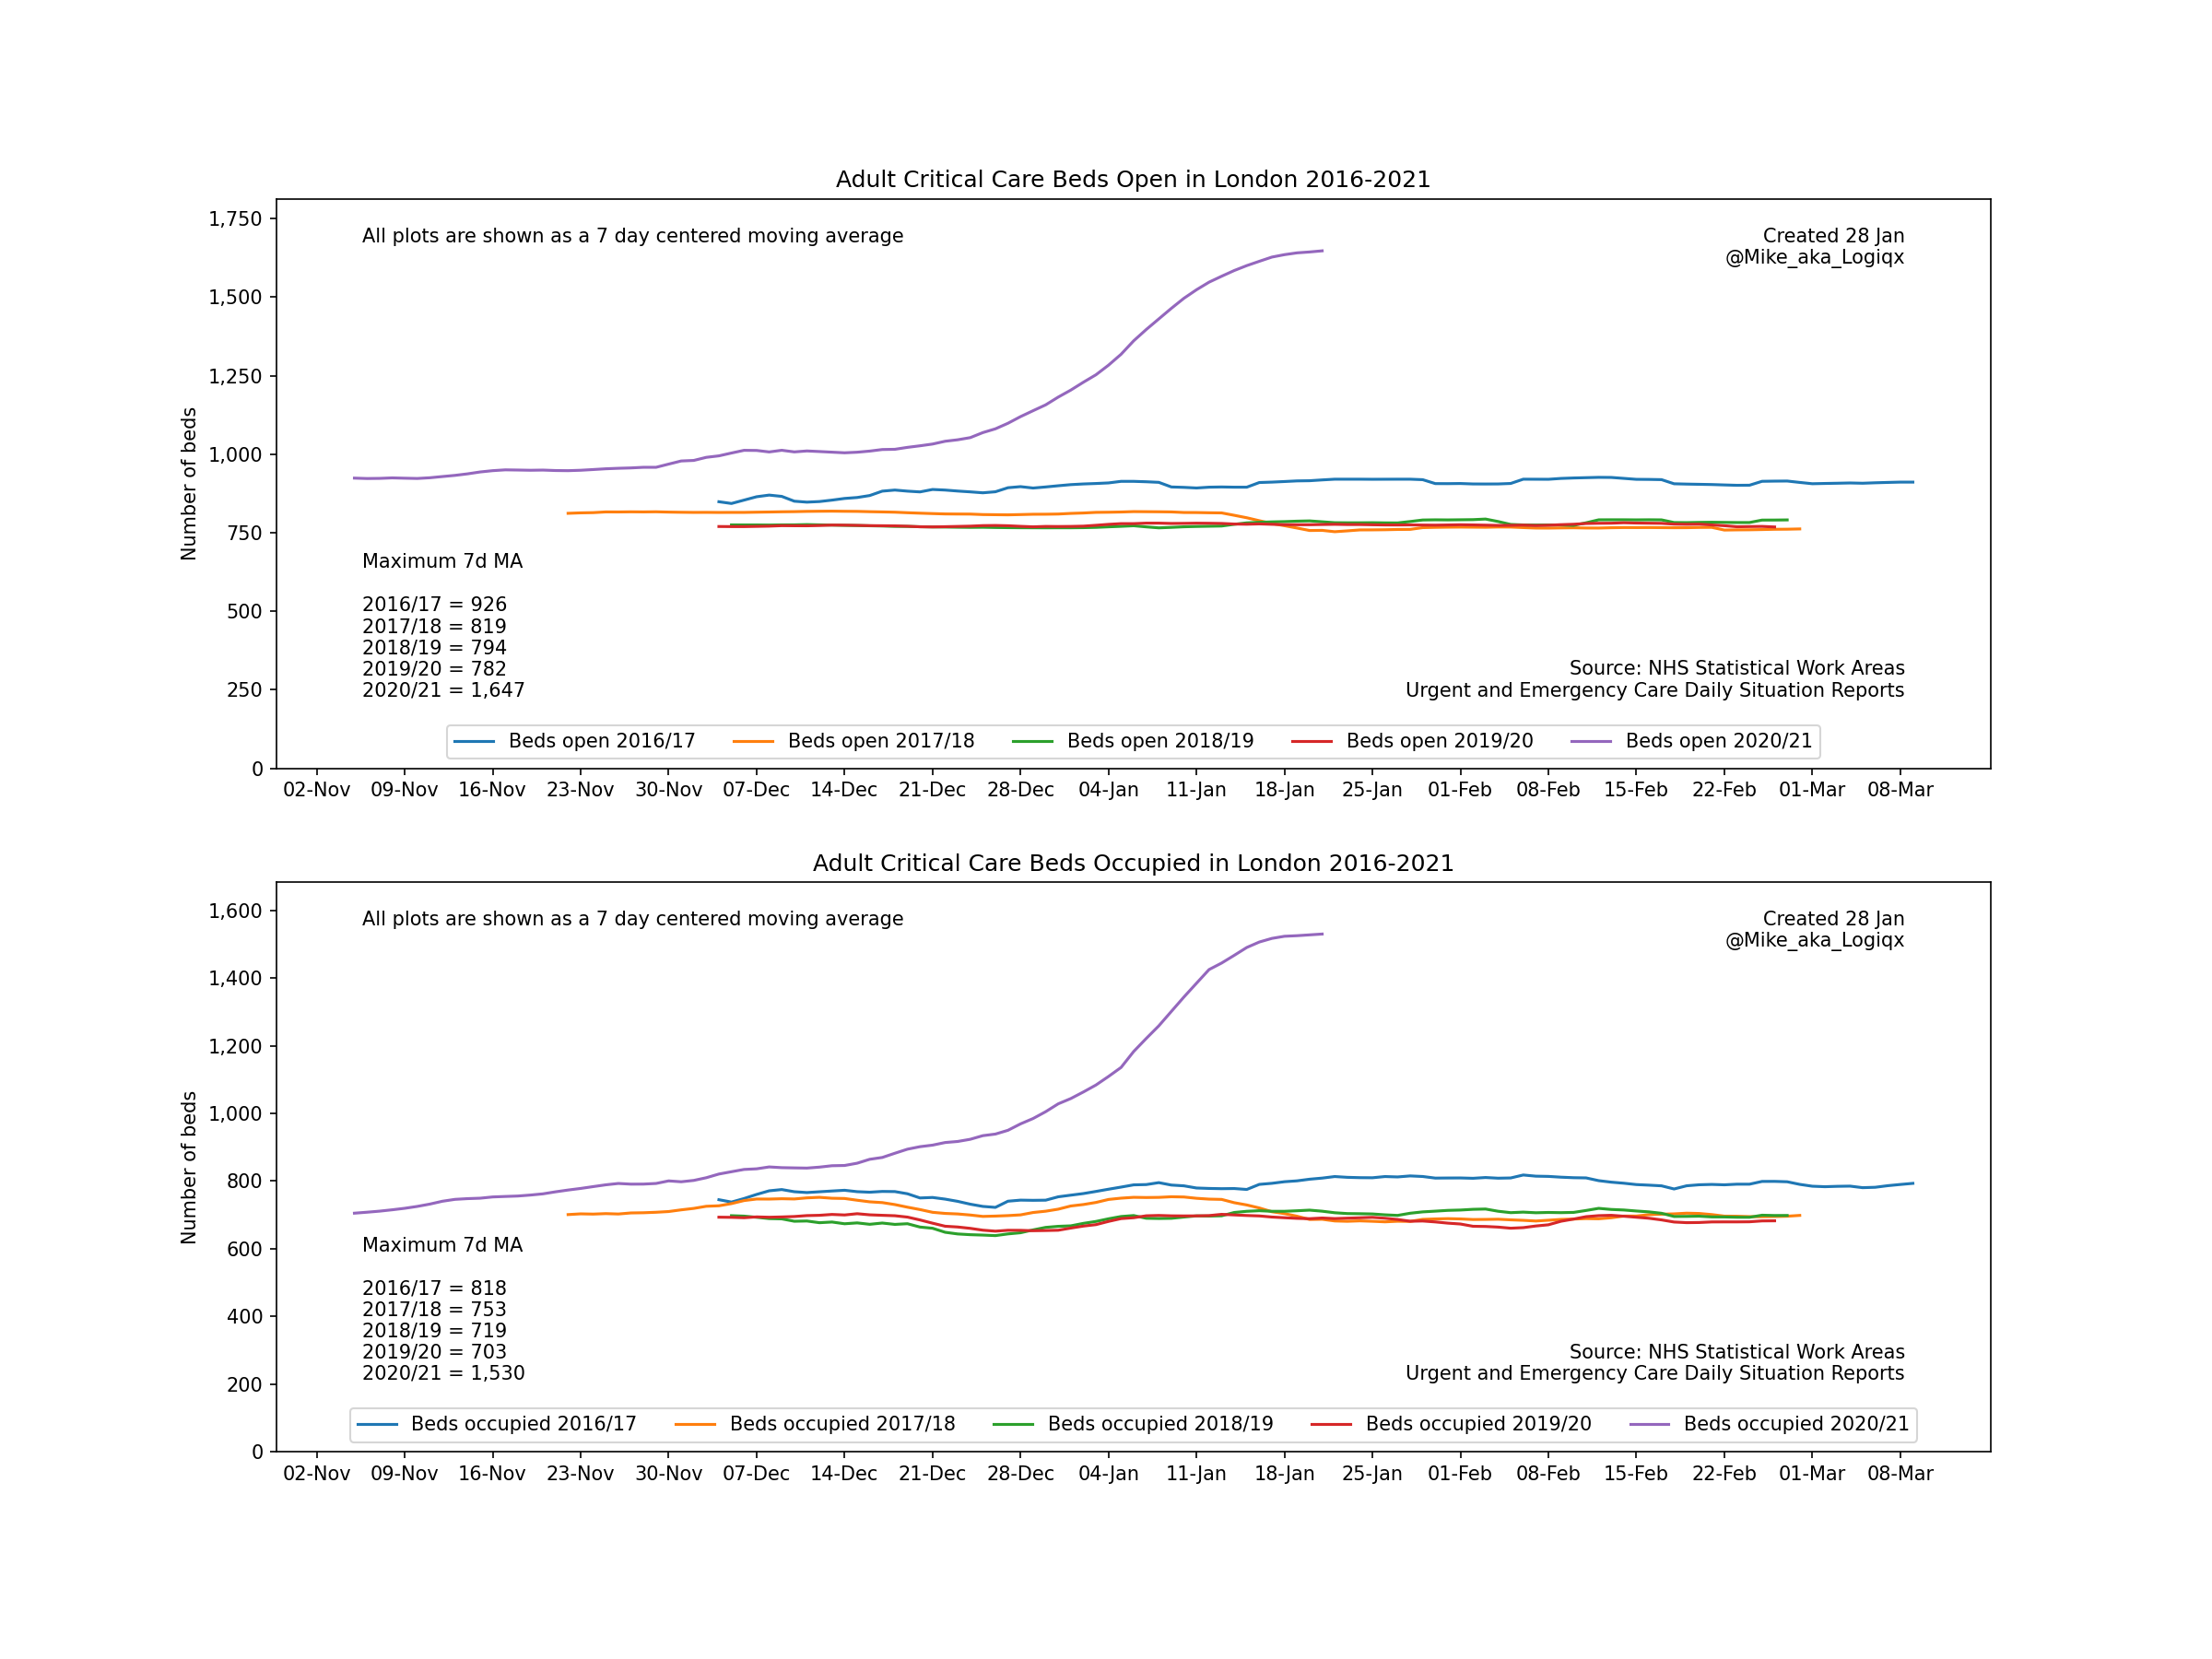 Adult Critical Care Beds Open in London 2016-2021
All plots are shown as a 7 day centered moving average
Created 28 Jan
@Mike_aka_Logiqx
1,750
1,500
1,250
1,000
750
500
250
0
Number of beds
Maximum 7d MA
2016/17 = 926
2017/18 = 819
2018/19 = 794
2019/20 = 782
2020/21 = 1,647
Source: NHS Statistical Work Areas
Urgent and Emergency Care Daily Situation Reports
Beds open 2016/17 Beds open 2017/18 Beds open 2018/19 Beds open 2019/20 Beds open 2020/21
02-Nov 09-Nov 16-Nov 23-Nov 30-Nov 07-Dec 14-Dec 21-Dec 28-Dec 04-Jan 11-Jan 18-Jan 25-Jan 01-Feb 08-Feb 15-Feb 22-Feb 01-Mar 08-Mar
Adult Critical Care Beds Occupied in London 2016-2021
All plots are shown as a 7 day centered moving average
Created 28 Jan
@Mike_aka_Logiqx
1,600
1,400
1,200
1,000
800
600
400
200
0
Number of beds
Maximum 7d MA
2016/17 = 818
2017/18 = 753
2018/19 = 719
2019/20 = 703
2020/21 = 1,530
Source: NHS Statistical Work Areas
Urgent and Emergency Care Daily Situation Reports
Beds occupied 2016/17 Beds occupied 2017/18 Beds occupied 2018/19 Beds occupied 2019/20 Beds occupied 2020/21
02-Nov 09-Nov 16-Nov 23-Nov 30-Nov 07-Dec 14-Dec 21-Dec 28-Dec 04-Jan 11-Jan 18-Jan 25-Jan 01-Feb 08-Feb 15-Feb 22-Feb 01-Mar 08-Mar